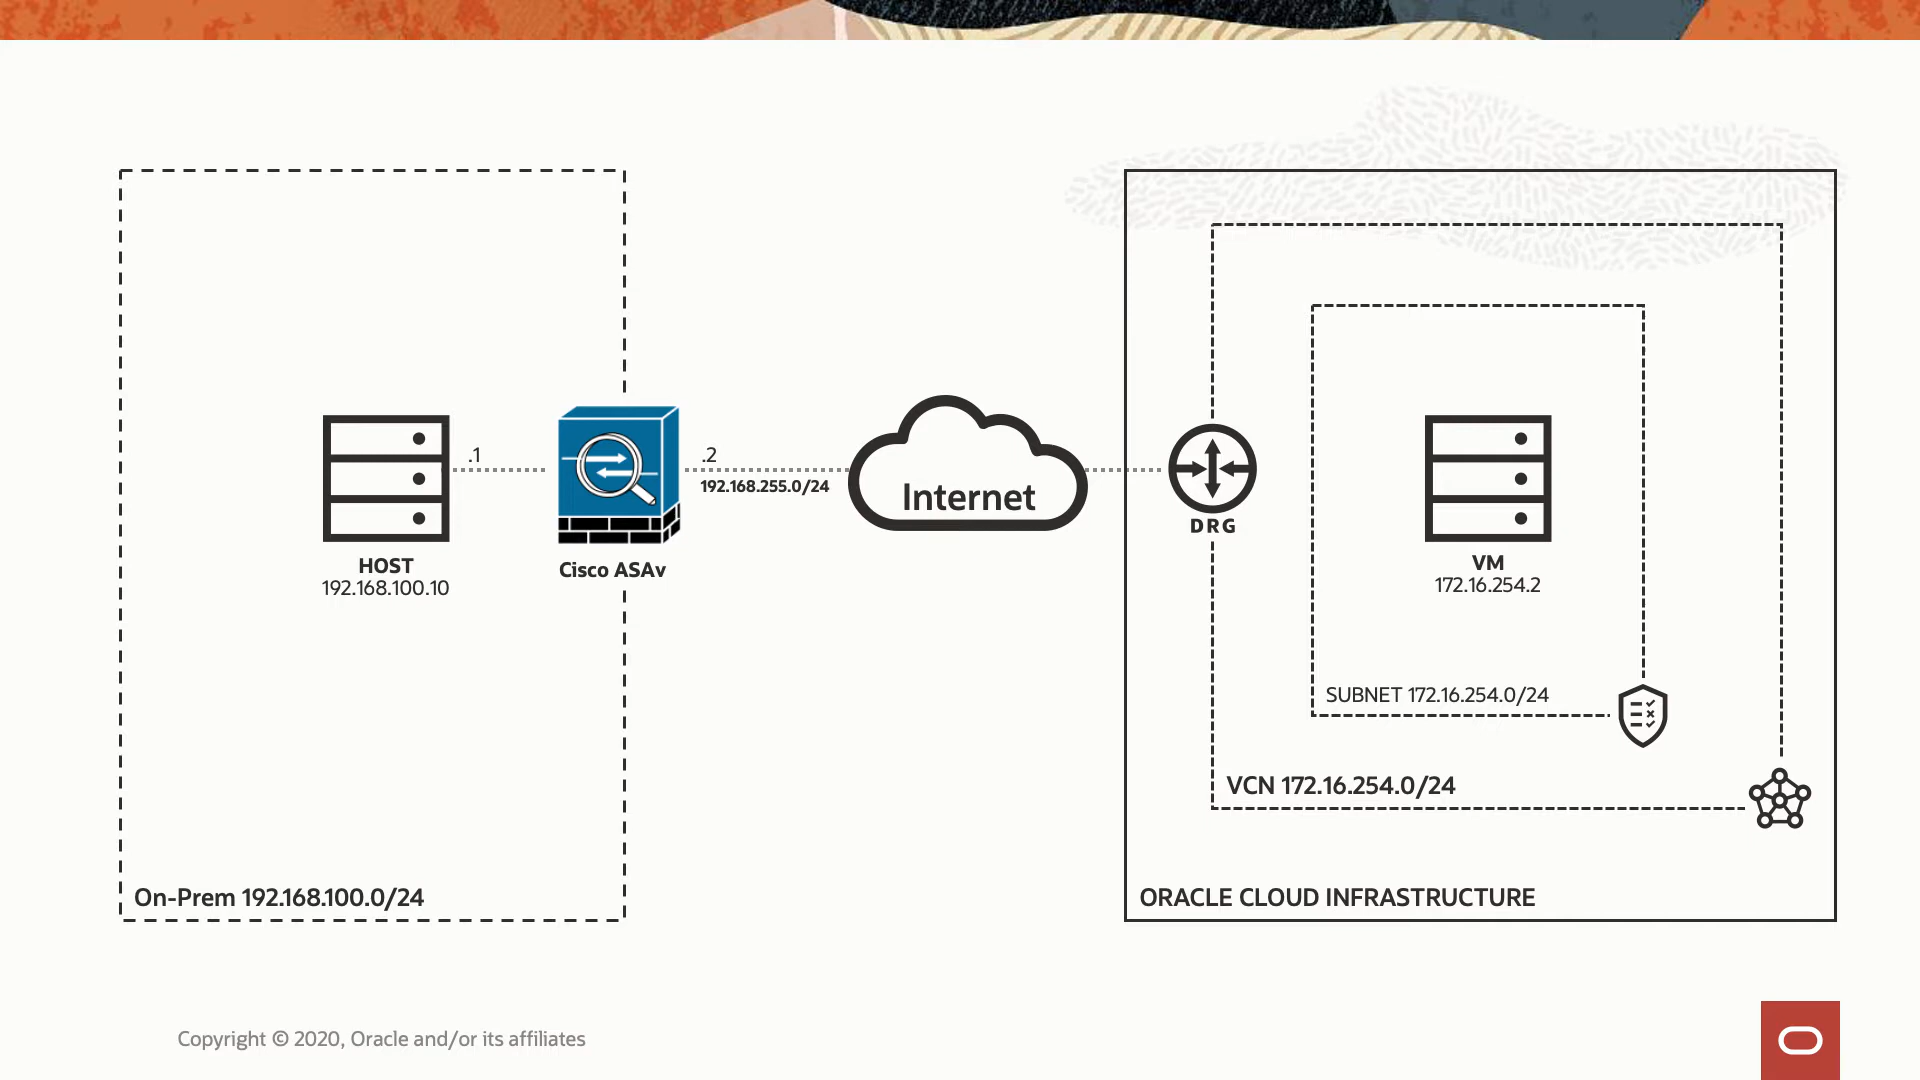 .1
.2
192.168.255.0/24
Internet
DRG
HOST
192.168.100.10
Cisco ASAv
VM
172.16.254.2
SUBNET 172.16.254.0/24
VCN 172.16.254.0/24
On-Prem 192.168.100.0/24
ORACLE CLOUD INFRASTRUCTURE
Copyright © 2020, Oracle and/or its affiliates